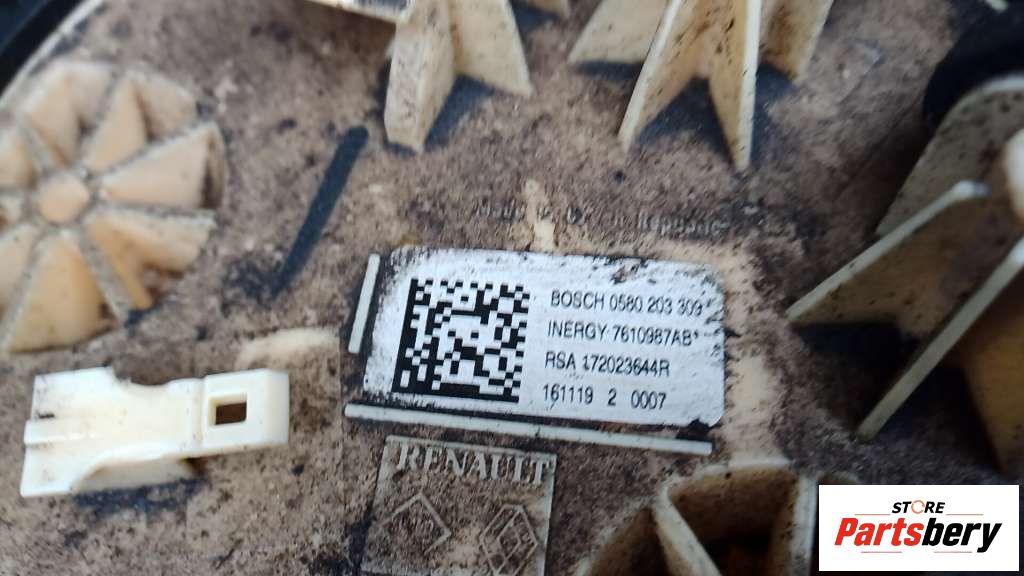 BOSCH 0580 203 309*
INERGY 7610987AB*
RSA 172023644R
161119 2 0007
RENAULT
STORE
Partsbery